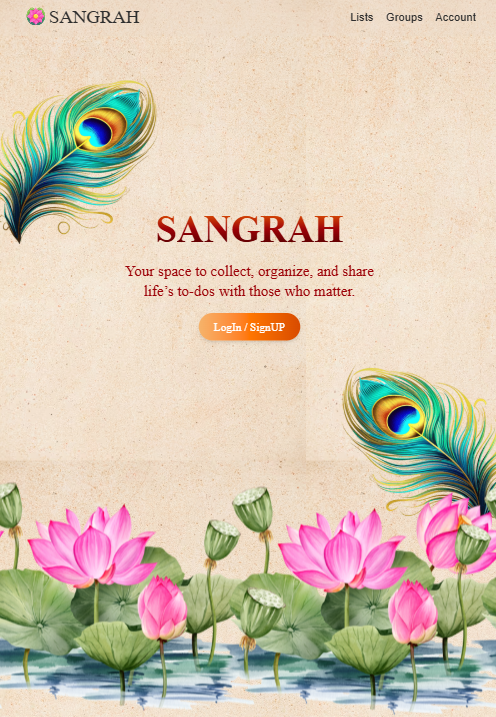 SANGRAH
Lists Groups Account
SANGRAH
Your space to collect, organize, and share
life’s to-dos with those who matter.
LogIn / SignUP